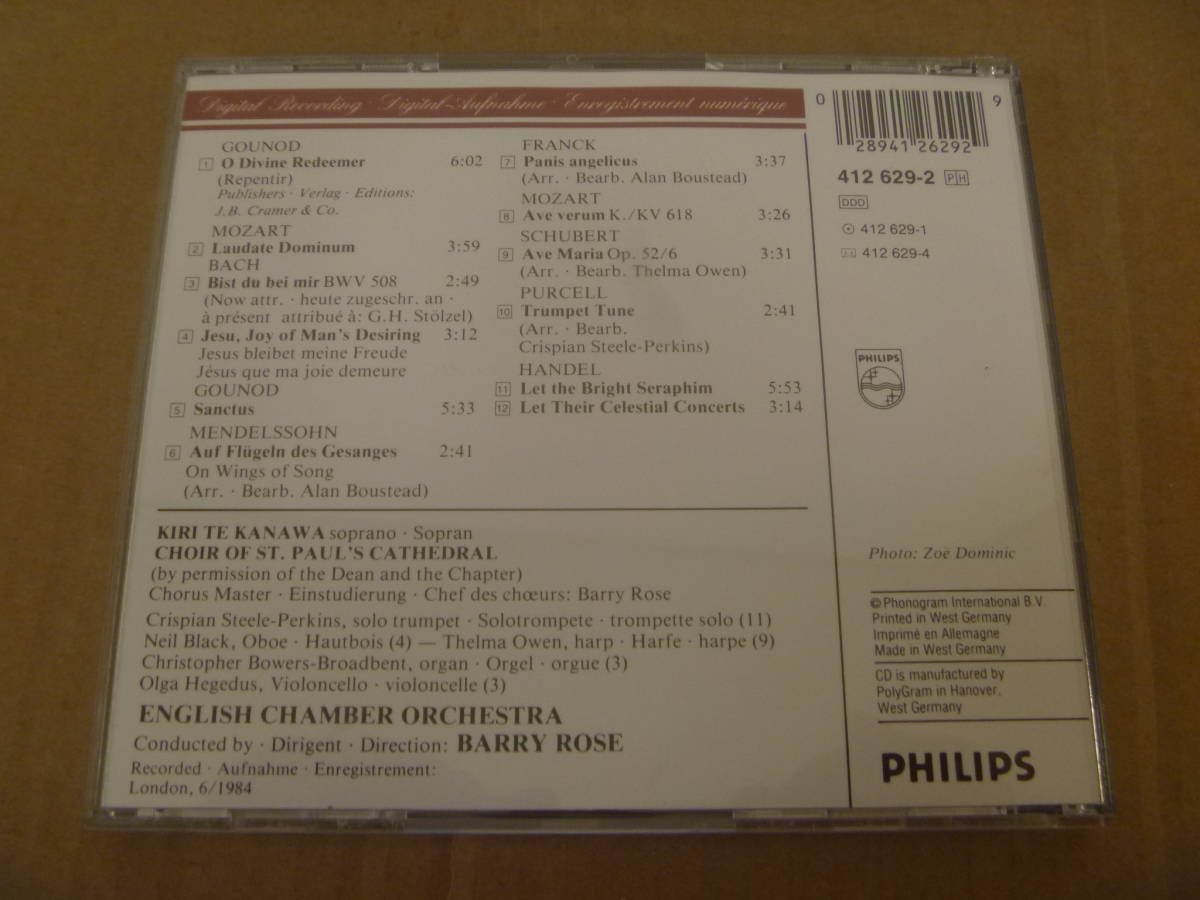 Digital Recording · Digital-Aufnahme · Enregistrement numérique
GOUNOD
1 O Divine Redeemer 6:02
(Repentir)
Publishers · Verlag · Editions:
J.B. Cramer & Co.
MOZART
2 Laudate Dominum 3:59
BACH
3 Bist du bei mir BWV 508 2:49
(Now attr. · heute zugeschr. an ·
à présent attribué à: G.H. Stölzel)
4 Jesu, Joy of Man's Desiring 3:12
Jesus bleibet meine Freude
Jésus que ma joie demeure
GOUNOD
5 Sanctus 5:33
MENDELSSOHN
6 Auf Flügeln des Gesanges 2:41
On Wings of Song
(Arr. · Bearb. Alan Boustead)
FRANCK
7 Panis angelicus 3:37
(Arr. · Bearb. Alan Boustead)
MOZART
8 Ave verum K./KV 618 3:26
SCHUBERT
9 Ave Maria Op. 52/6 3:31
(Arr. · Bearb. Thelma Owen)
PURCELL
10 Trumpet Tune 2:41
(Arr. · Bearb.
Crispian Steele-Perkins)
HANDEL
11 Let the Bright Seraphim 5:53
12 Let Their Celestial Concerts 3:14
KIRI TE KANAWA soprano · Sopran
CHOIR OF ST. PAUL'S CATHEDRAL
(by permission of the Dean and the Chapter)
Chorus Master · Einstudierung · Chef des chœurs: Barry Rose
Crispian Steele-Perkins, solo trumpet · Solotrompete · trompette solo (11)
Neil Black, Oboe · Hautbois (4) — Thelma Owen, harp · Harfe · harpe (9)
Christopher Bowers-Broadbent, organ · Orgel · orgue (3)
Olga Hegedus, Violoncello · violoncelle (3)
ENGLISH CHAMBER ORCHESTRA
Conducted by · Dirigent · Direction: BARRY ROSE
Recorded · Aufnahme · Enregistrement:
London, 6/1984
0 28941 26292 9
412 629-2 PH
DDD
412 629-1
412 629-4
PHILIPS
Photo: Zoë Dominic
© Phonogram International B.V.
Printed in West Germany
Imprimé en Allemagne
Made in West Germany
CD is manufactured by
PolyGram in Hanover,
West Germany
PHILIPS